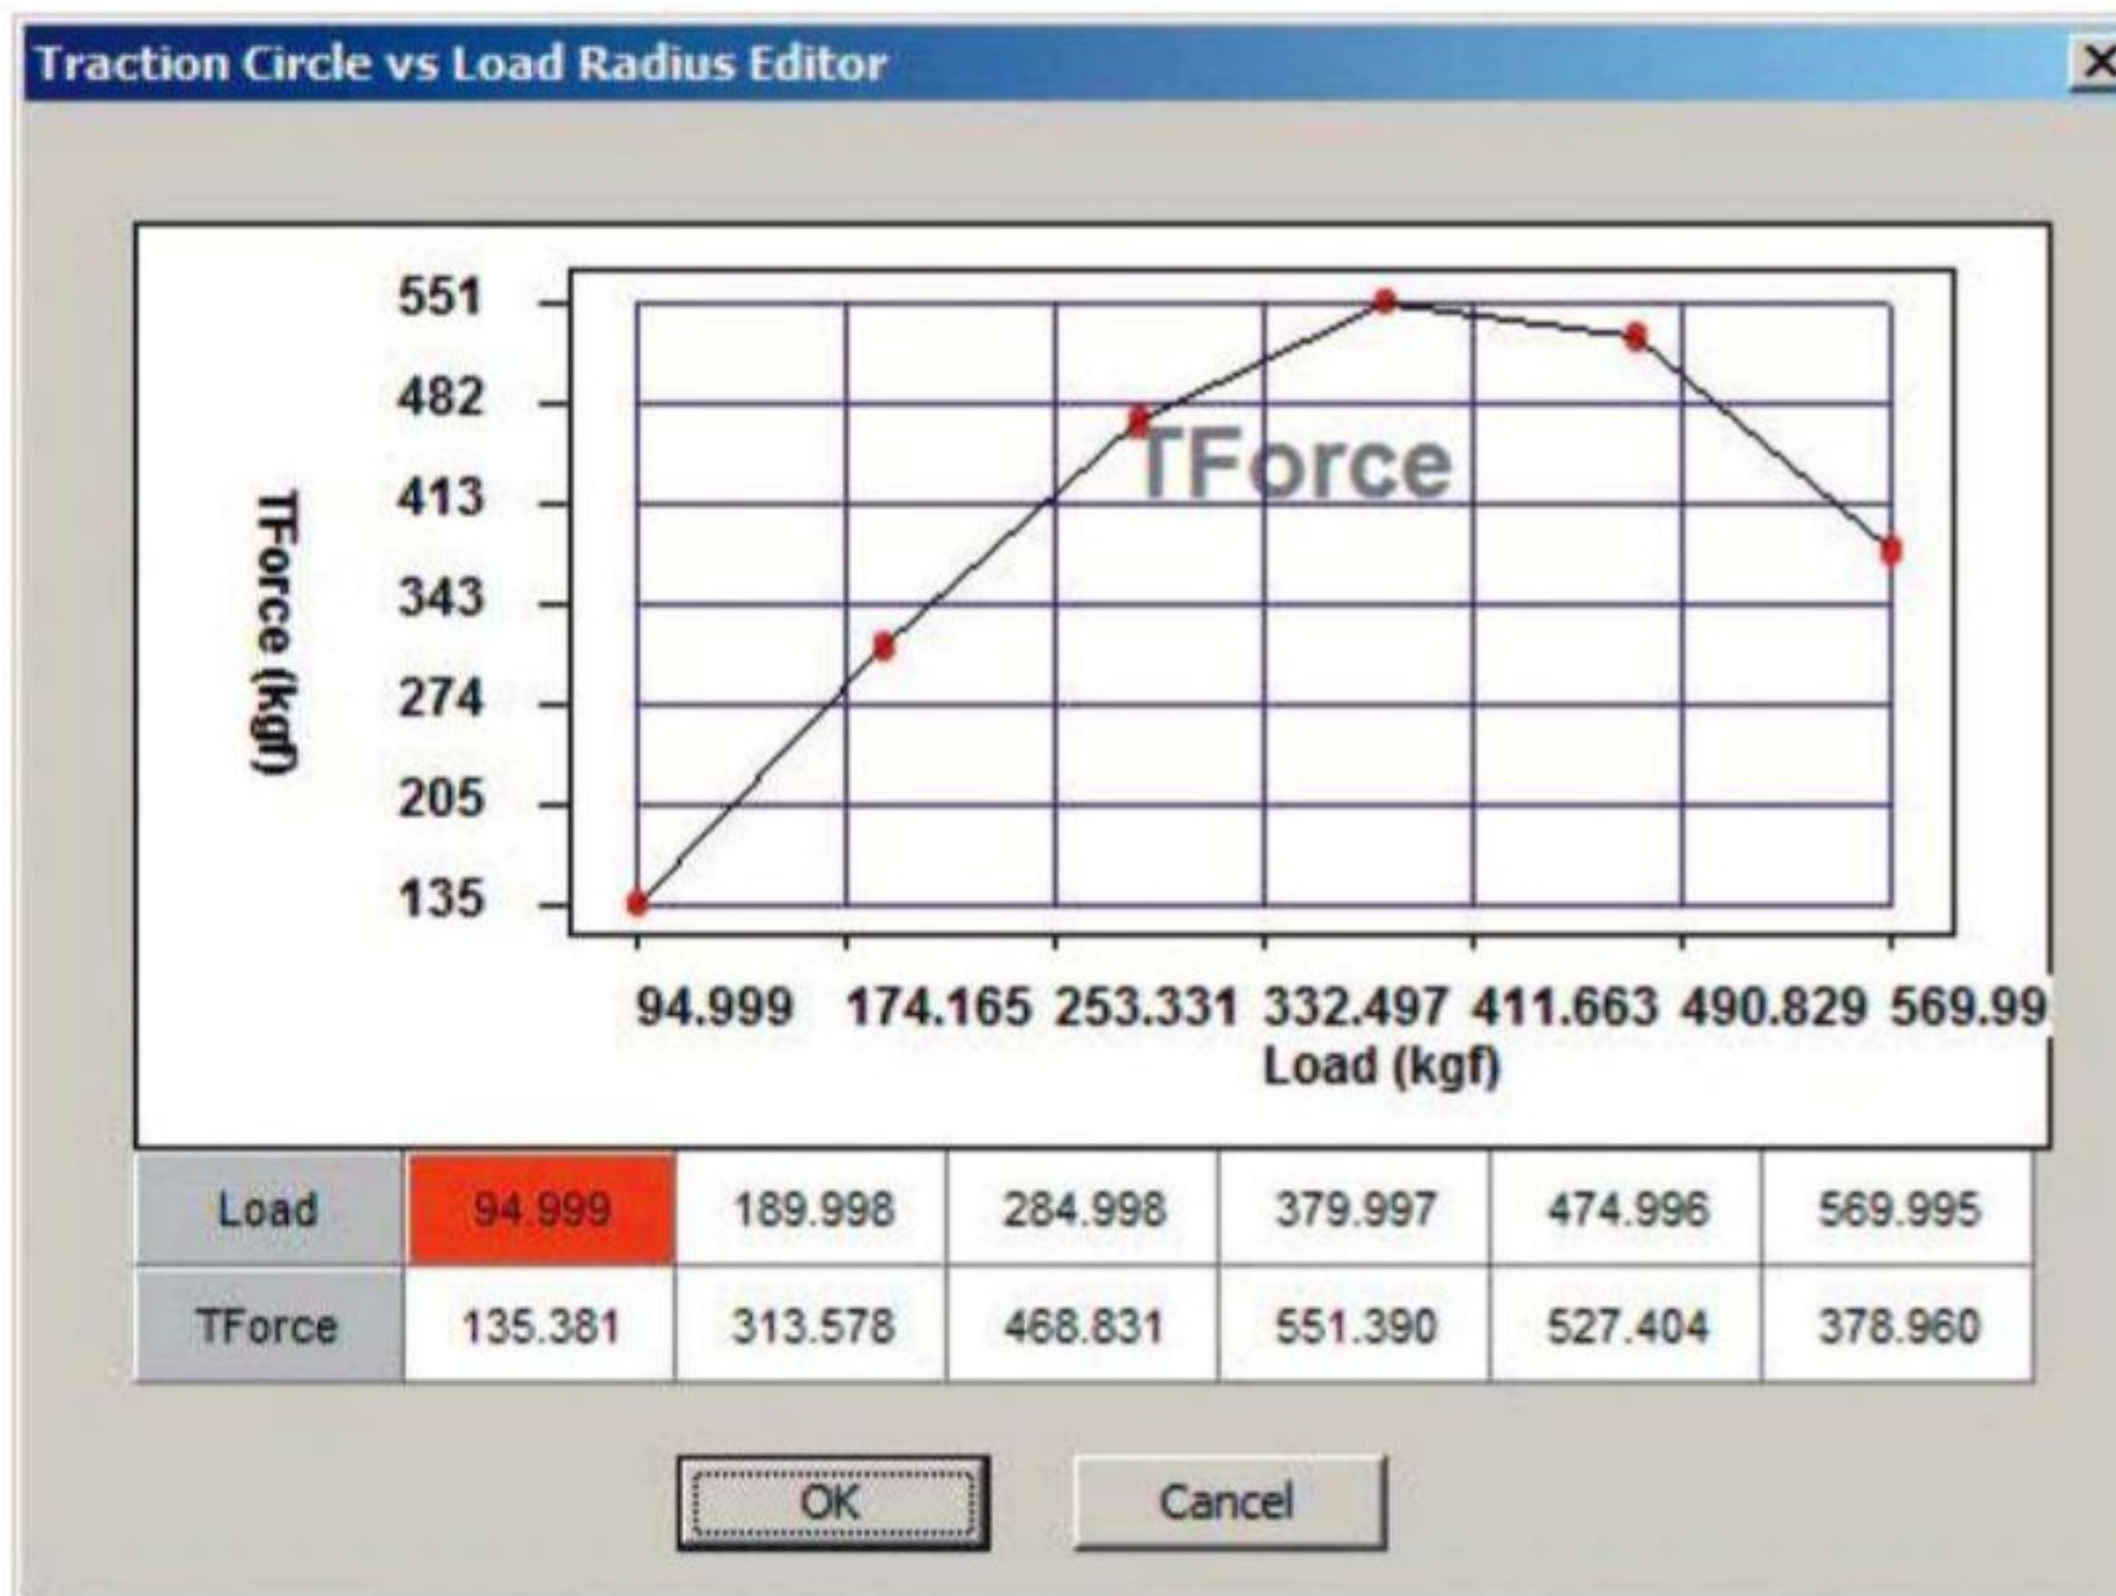 Traction Circle vs Load Radius Editor
551
482
413
343
274
205
135
TForce (kgf)
TForce
94.999 174.165 253.331 332.497 411.663 490.829 569.99
Load (kgf)
Load 94.999 189.998 284.998 379.997 474.996 569.995
TForce 135.381 313.578 468.831 551.390 527.404 378.960
OK Cancel